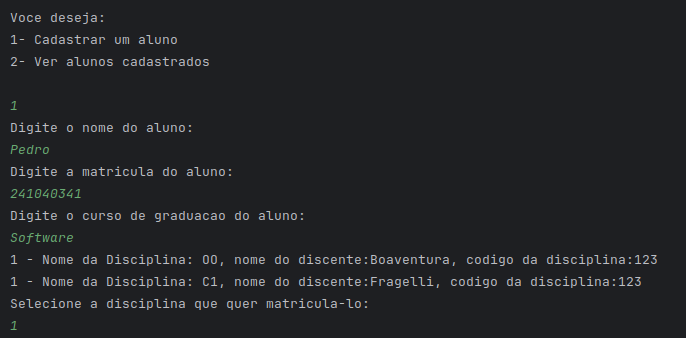 Voce deseja:
1- Cadastrar um aluno
2- Ver alunos cadastrados
1
Digite o nome do aluno:
Pedro
Digite a matricula do aluno:
241040341
Digite o curso de graduacao do aluno:
Software
1 - Nome da Disciplina: OO, nome do discente:Boaventura, codigo da disciplina:123
1 - Nome da Disciplina: C1, nome do discente:Fragelli, codigo da disciplina:123
Selecione a disciplina que quer matricula-lo:
1